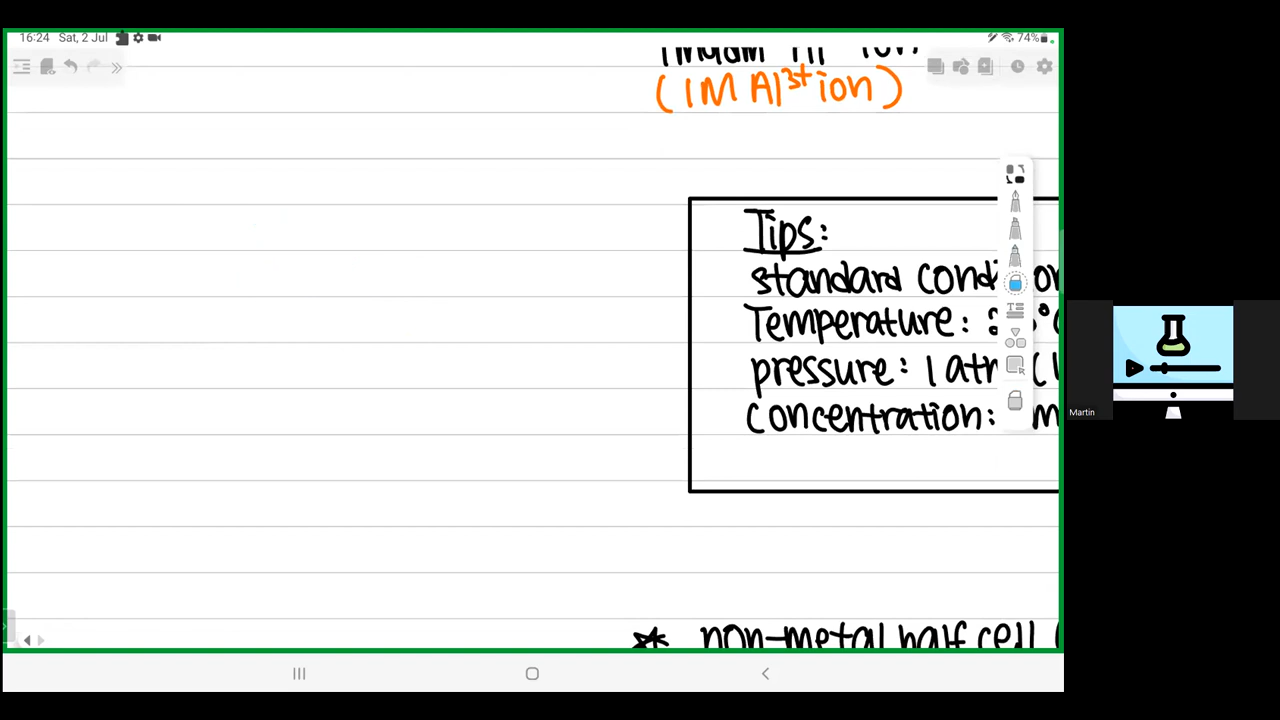 16:24 Sat, 2 Jul
74%
(1M Al³⁺ ion)
Tips:
standard condi
Temperature:
pressure: 1 atm
concentration:
★ non-metal half cell (
Martin